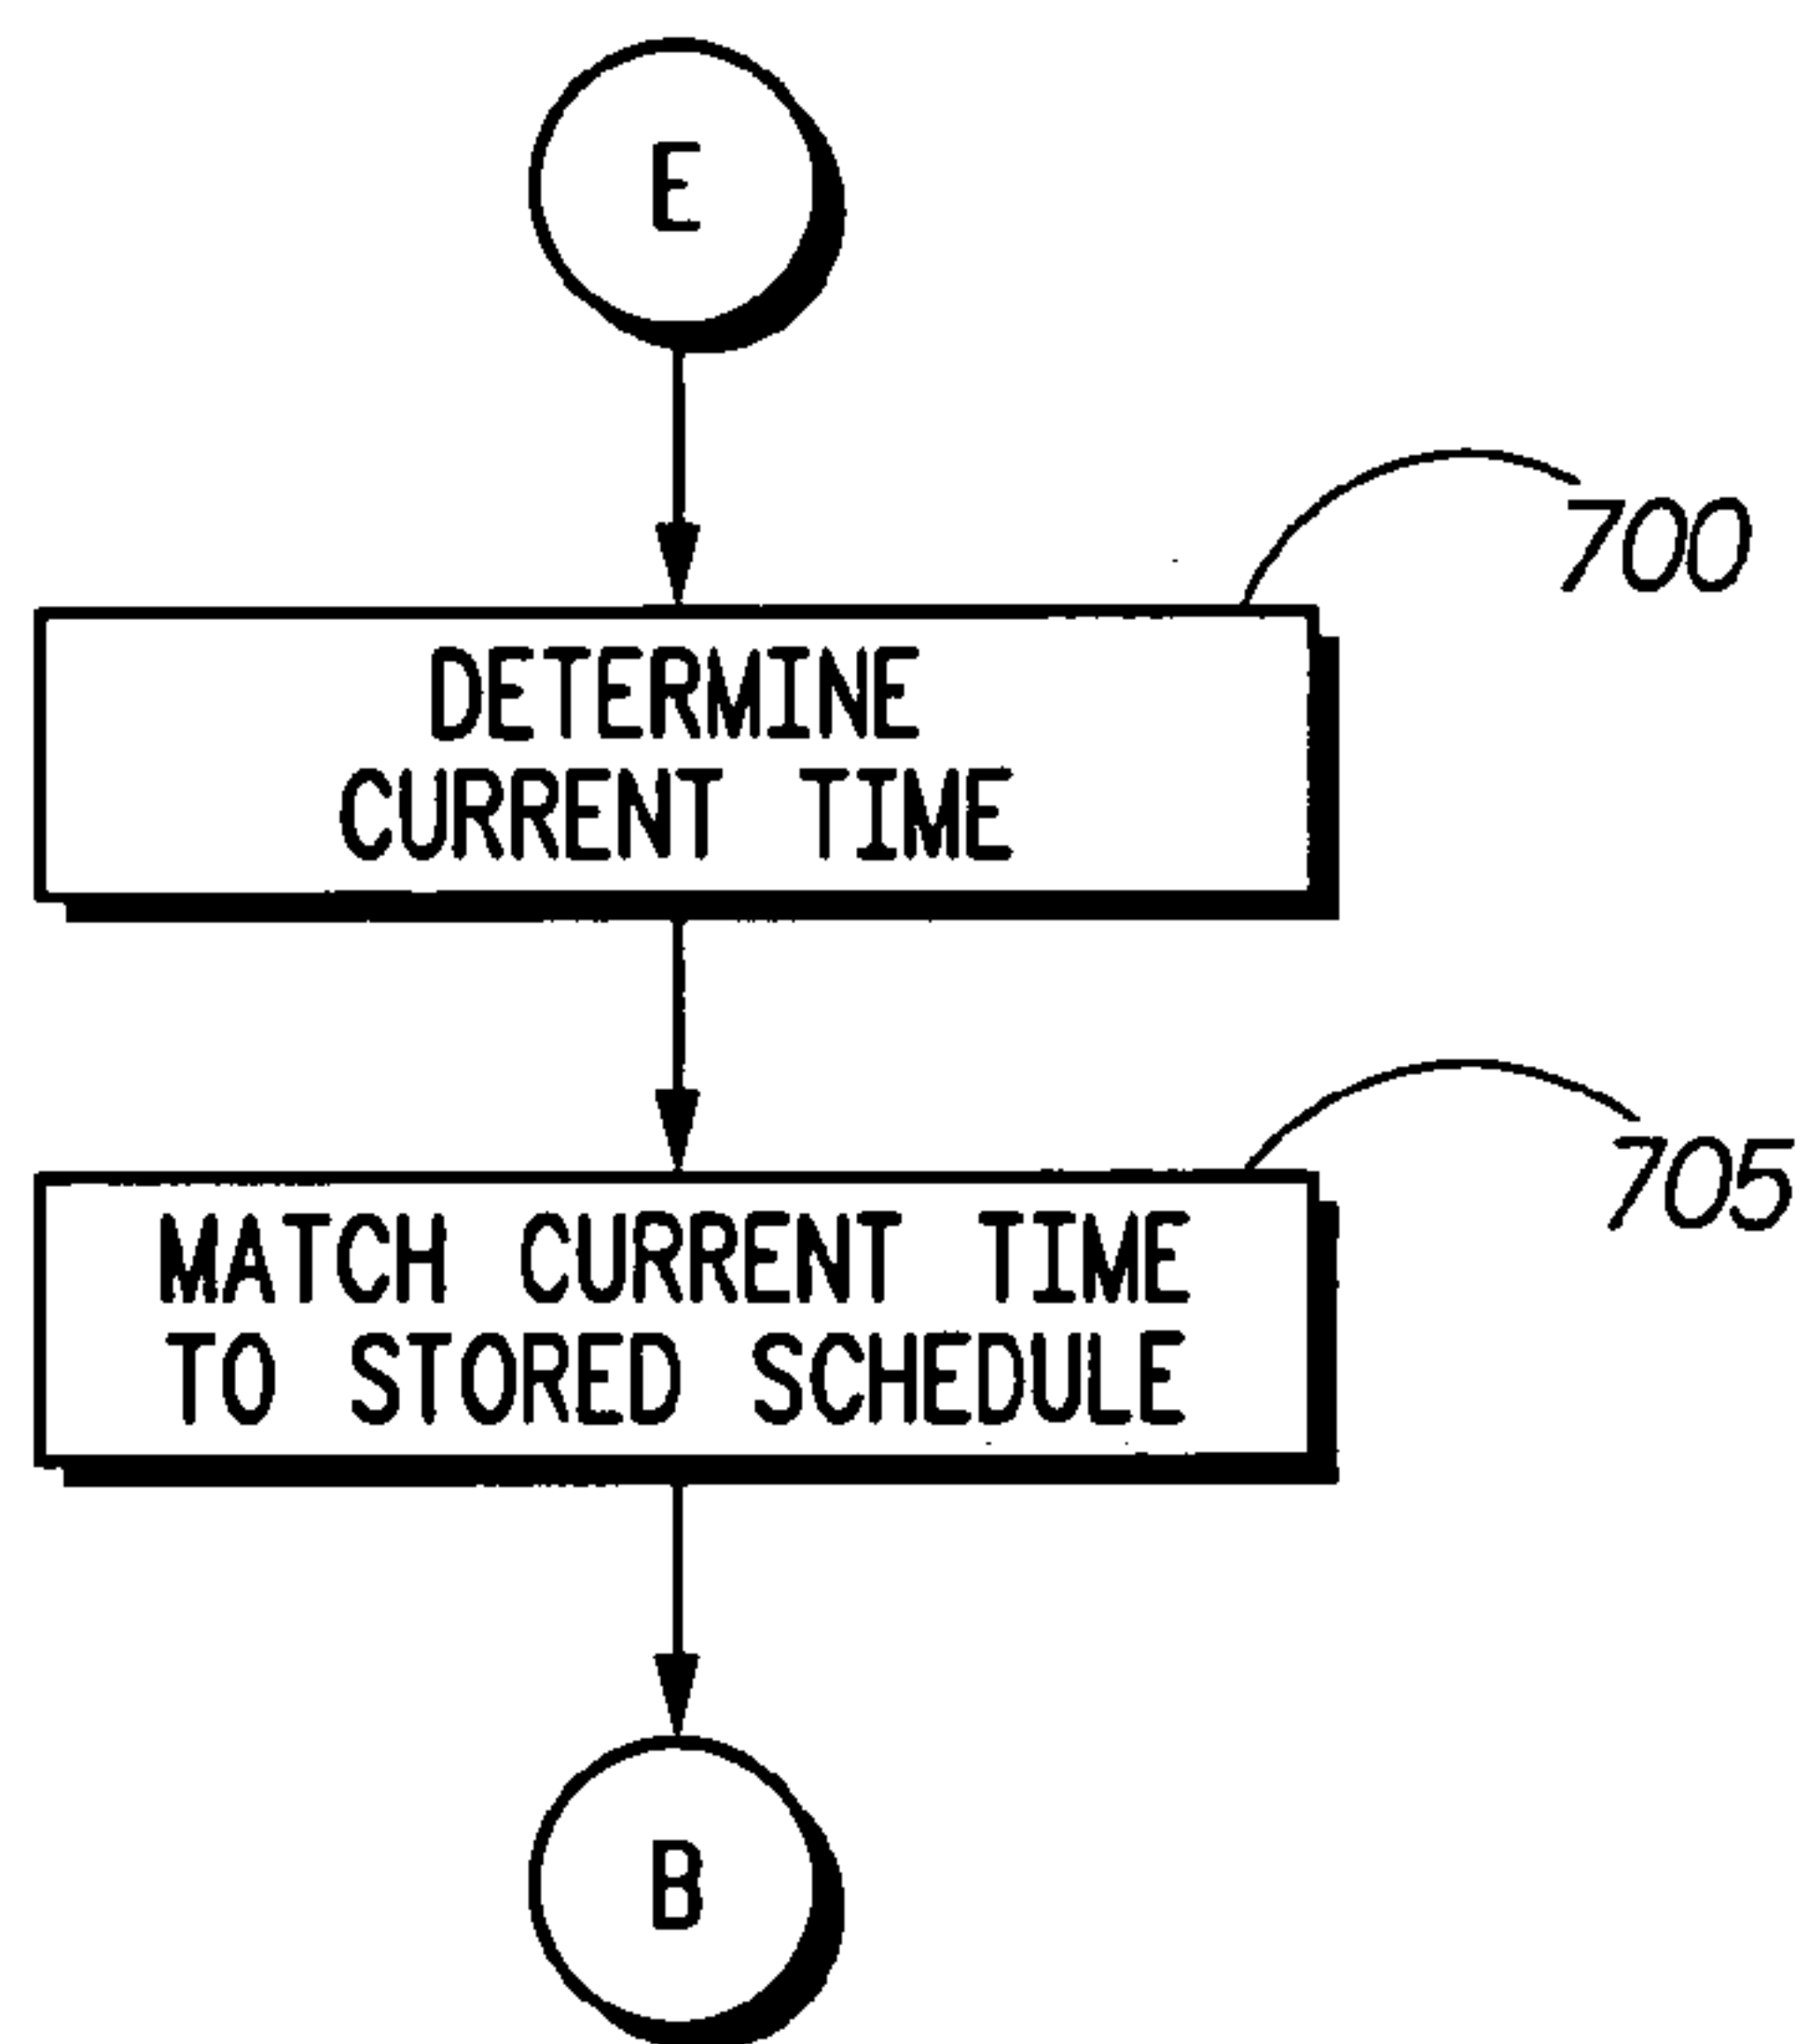 E
700
DETERMINE
CURRENT TIME
705
MATCH CURRENT TIME
TO STORED SCHEDULE
B